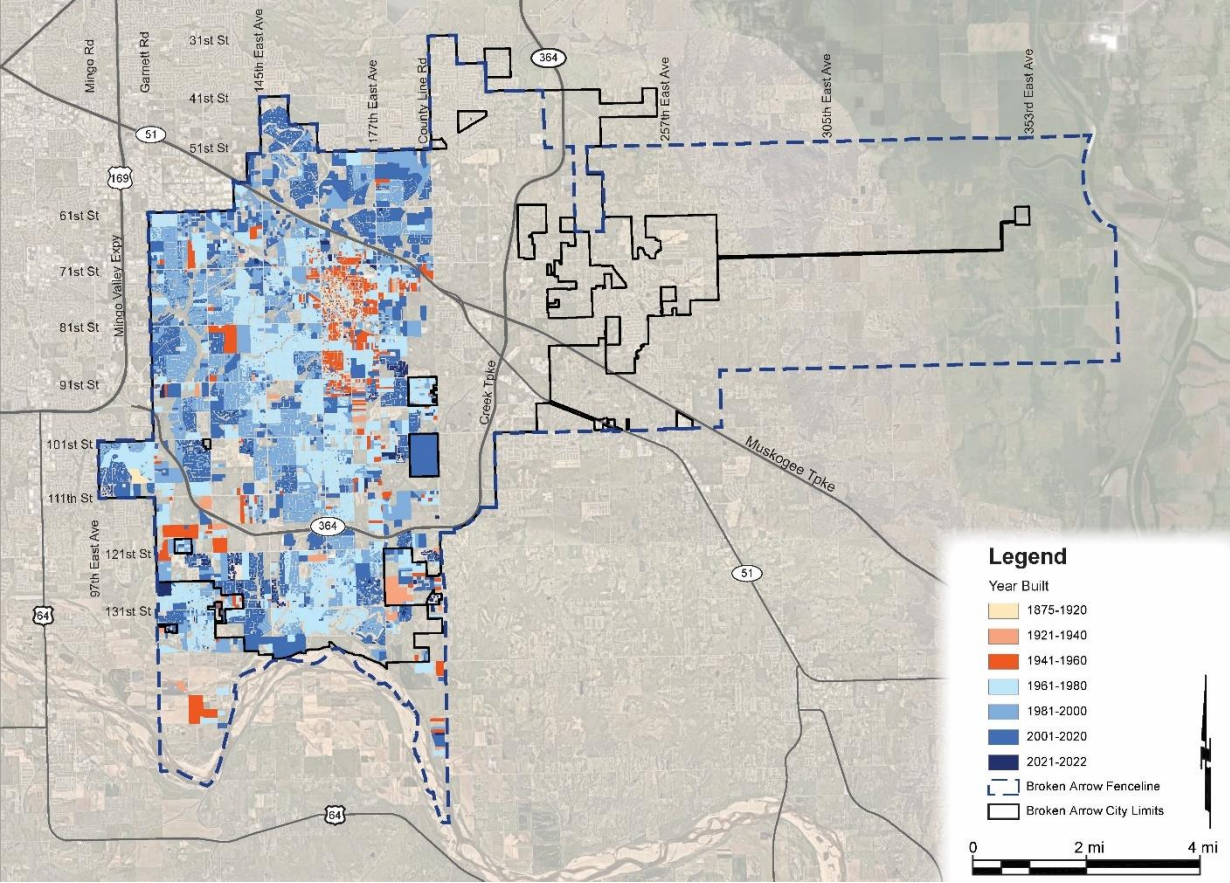 31st St
41st St
51st St
61st St
71st St
81st St
91st St
101st St
111th St
121st St
131st St
Mingo Rd
Garnett Rd
145th East Ave
177th East Ave
County Line Rd
257th East Ave
305th East Ave
353rd East Ave
364
51
169
Mingo Valley Expy
Creek Tpke
Muskogee Tpke
97th East Ave
364
51
64
64
Legend
Year Built
1875-1920
1921-1940
1941-1960
1961-1980
1981-2000
2001-2020
2021-2022
Broken Arrow Fenceline
Broken Arrow City Limits
0 2 mi 4 mi